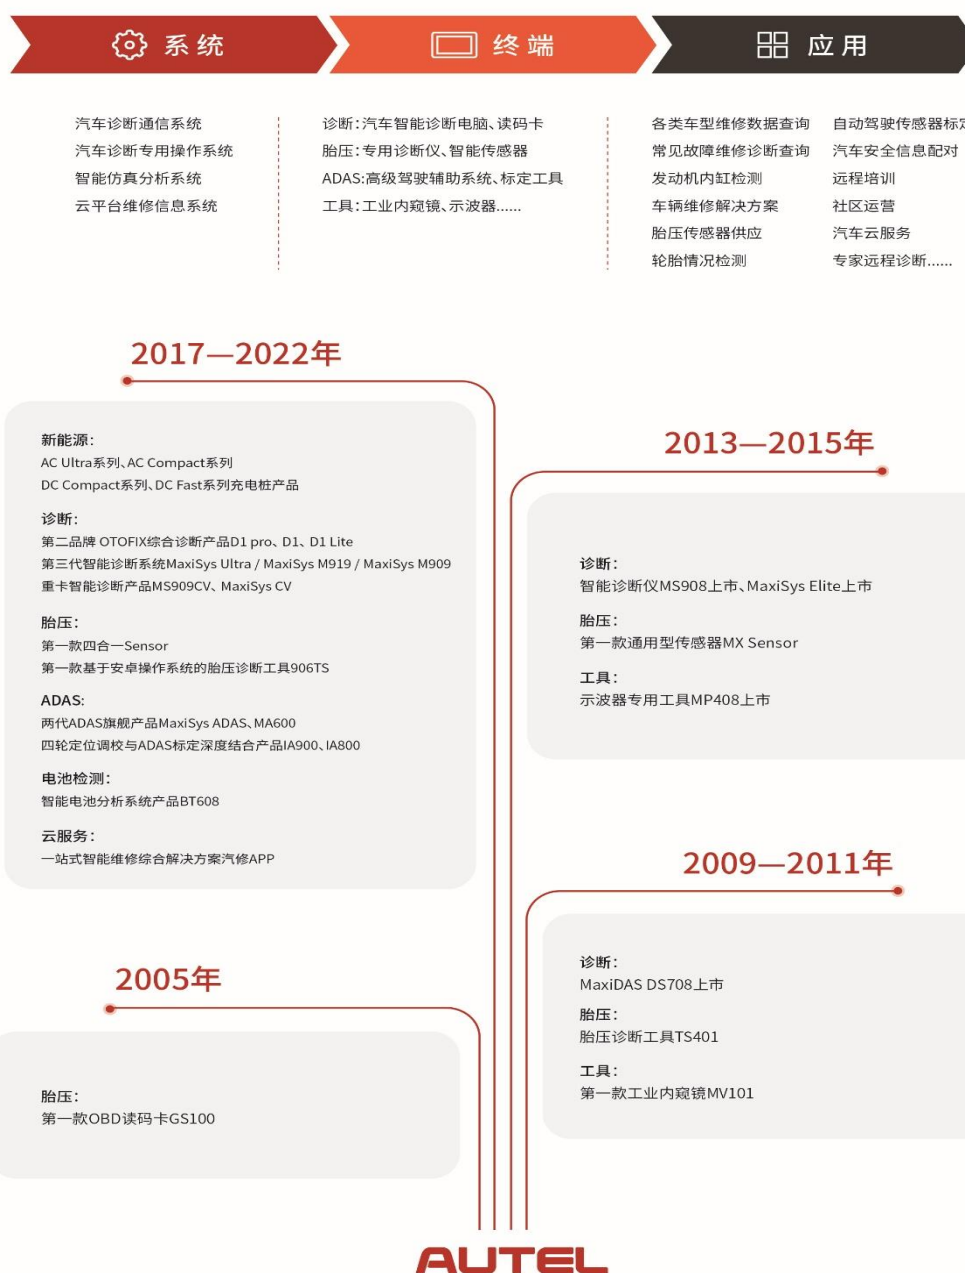 系统
终端
应用
汽车诊断通信系统
汽车诊断专用操作系统
智能仿真分析系统
云平台维修信息系统
诊断:汽车智能诊断电脑、读码卡
胎压:专用诊断仪、智能传感器
ADAS:高级驾驶辅助系统、标定工具
工具:工业内窥镜、示波器......
各类车型维修数据查询
常见故障维修诊断查询
发动机内缸检测
车辆维修解决方案
胎压传感器供应
轮胎情况检测
自动驾驶传感器标定
汽车安全信息配对
远程培训
社区运营
汽车云服务
专家远程诊断......
2017—2022年
新能源:
AC Ultra系列、AC Compact系列
DC Compact系列、DC Fast系列充电桩产品
诊断:
第二品牌 OTOFIX综合诊断产品D1 pro、D1、D1 Lite
第三代智能诊断系统MaxiSys Ultra / MaxiSys M919 / MaxiSys M909
重卡智能诊断产品MS909CV、MaxiSys CV
胎压:
第一款四合一Sensor
第一款基于安卓操作系统的胎压诊断工具906TS
ADAS:
两代ADAS旗舰产品MaxiSys ADAS、MA600
四轮定位调校与ADAS标定深度结合产品IA900、IA800
电池检测:
智能电池分析系统产品BT608
云服务:
一站式智能维修综合解决方案汽修APP
2013—2015年
诊断:
智能诊断仪MS908上市、MaxiSys Elite上市
胎压:
第一款通用型传感器MX Sensor
工具:
示波器专用工具MP408上市
2009—2011年
诊断:
MaxiDAS DS708上市
胎压:
胎压诊断工具TS401
工具:
第一款工业内窥镜MV101
2005年
胎压:
第一款OBD读码卡GS100
AUTEL